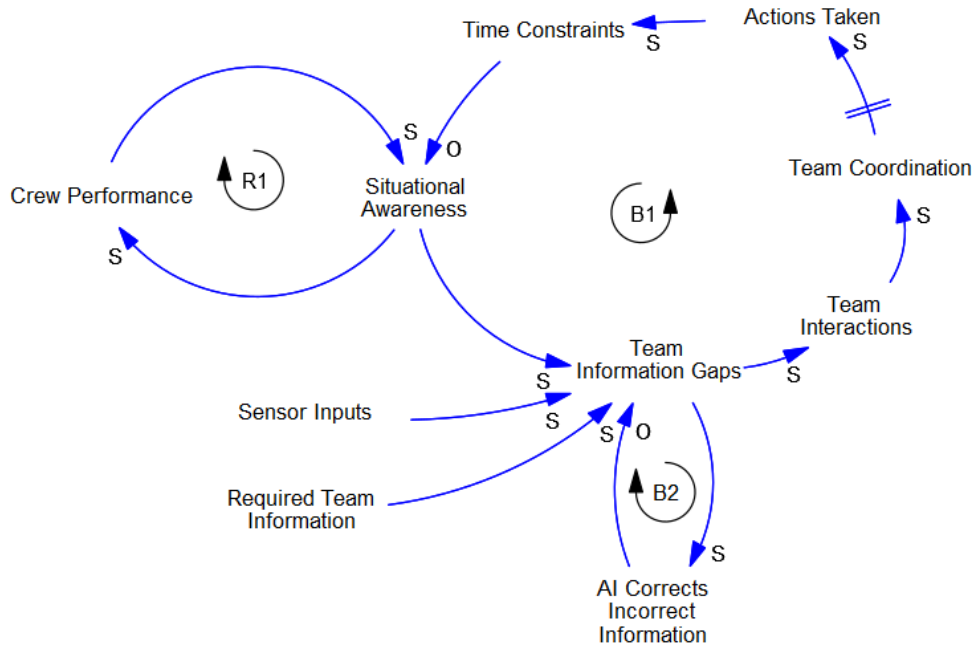 Actions Taken
Time Constraints
S
S
S
O
R1
Crew Performance
Situational
Awareness
Team Coordination
B1
S
S
Team
Interactions
Team
Information Gaps
S
S
Sensor Inputs
S
S
O
Required Team
Information
B2
S
AI Corrects
Incorrect
Information